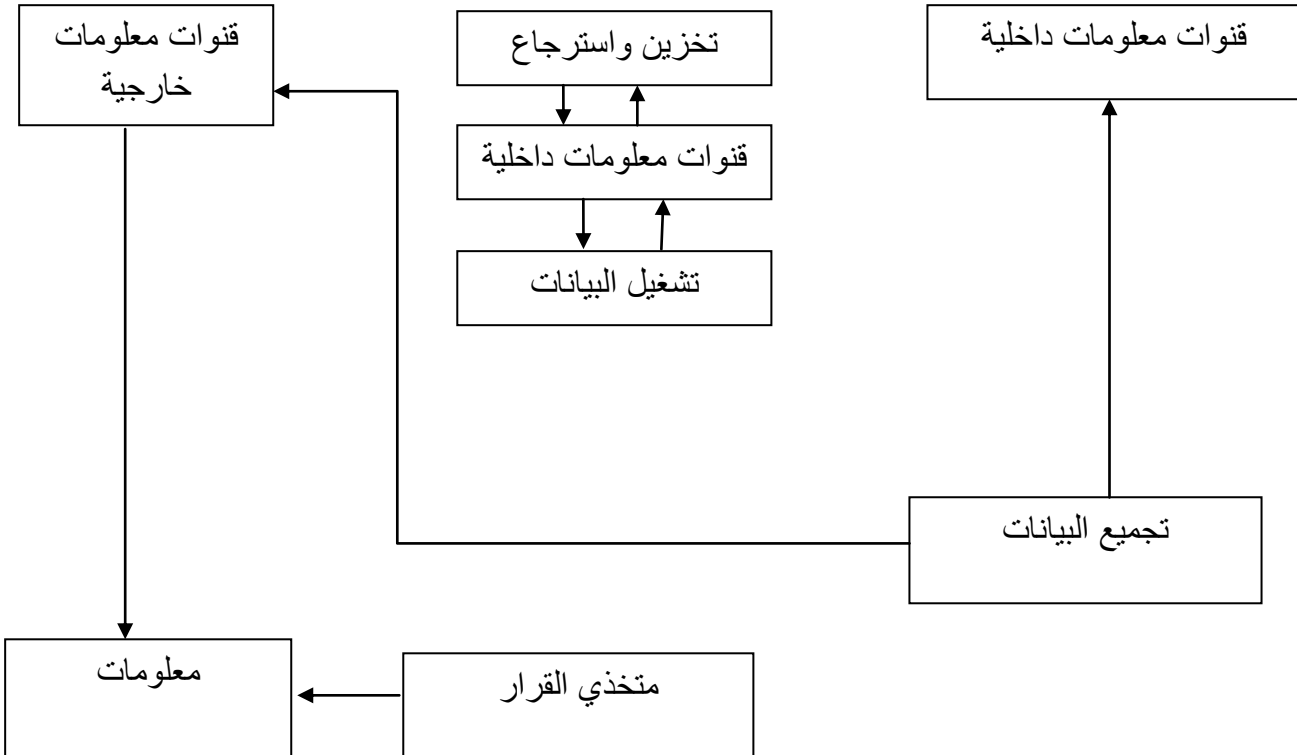 قنوات معلومات داخلية
تخزين واسترجاع
قنوات معلومات
خارجية
قنوات معلومات داخلية
تشغيل البيانات
تجميع البيانات
متخذي القرار
معلومات